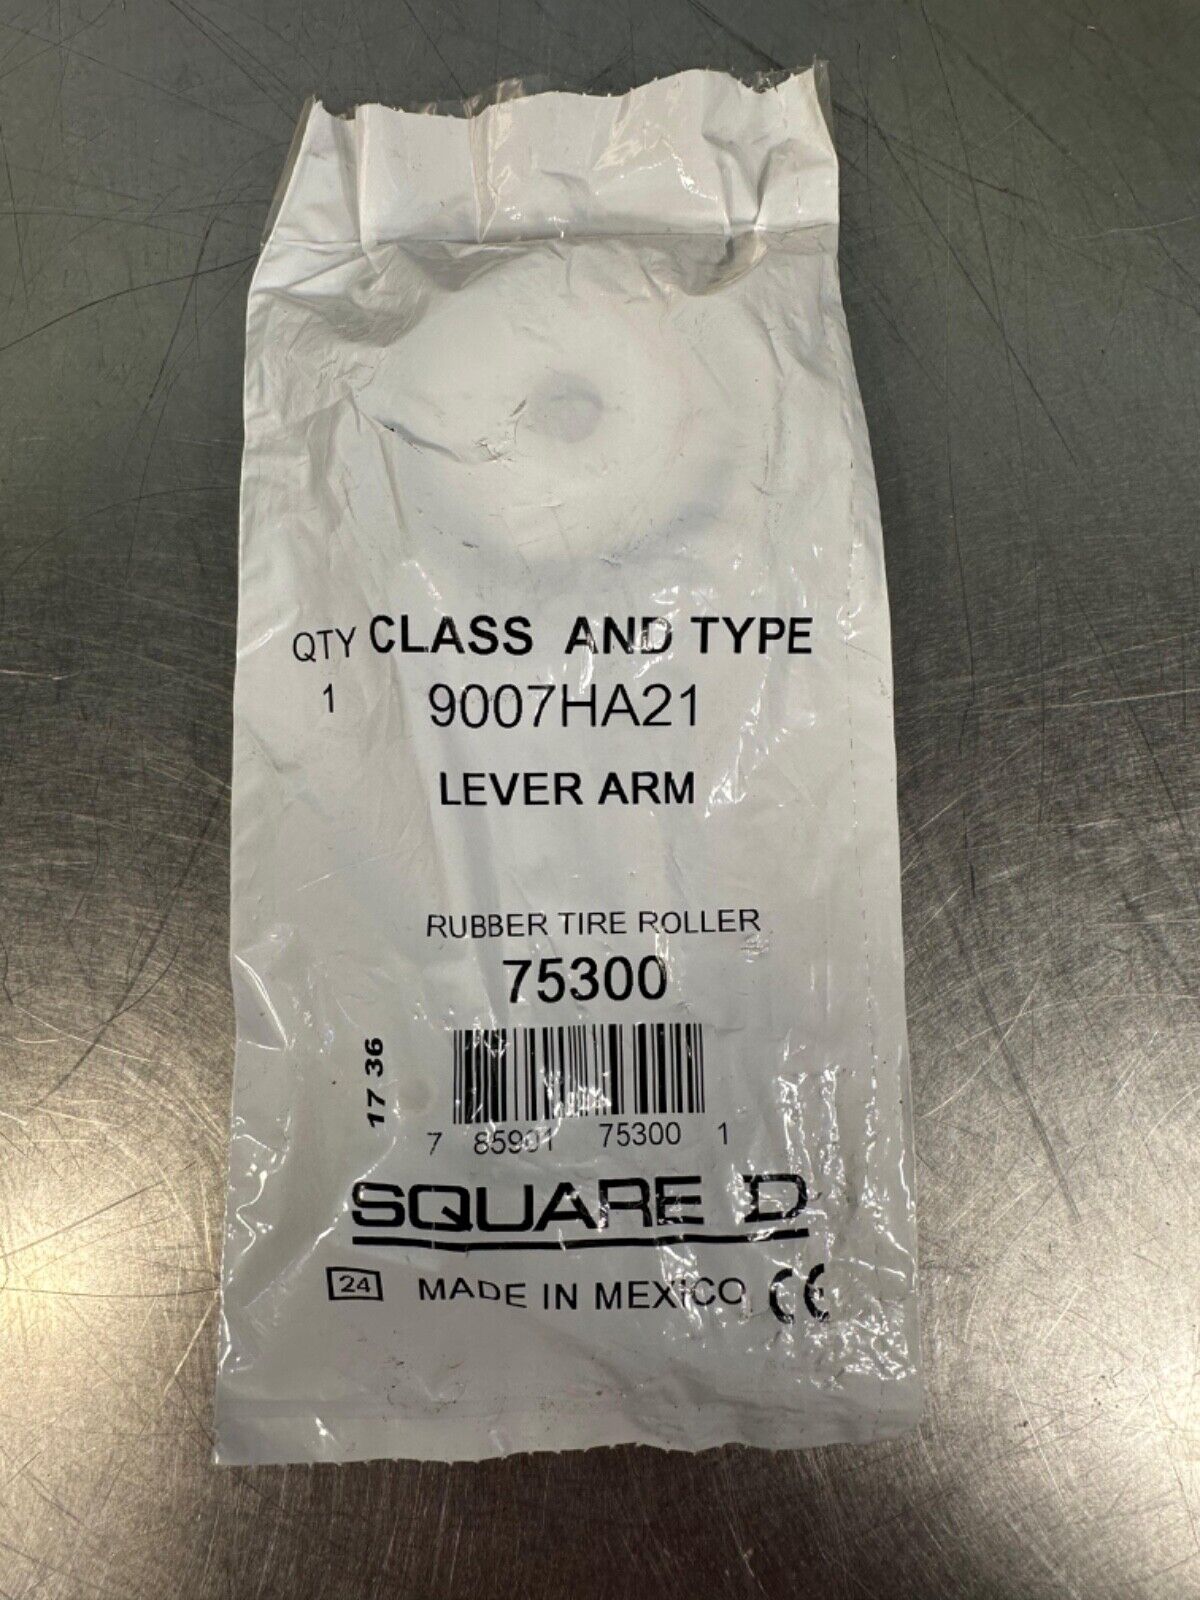 QTY CLASS AND TYPE
1 9007HA21
LEVER ARM
RUBBER TIRE ROLLER
75300
17 36
7 85901 75300 1
SQUARE D
24 MADE IN MEXICO CE